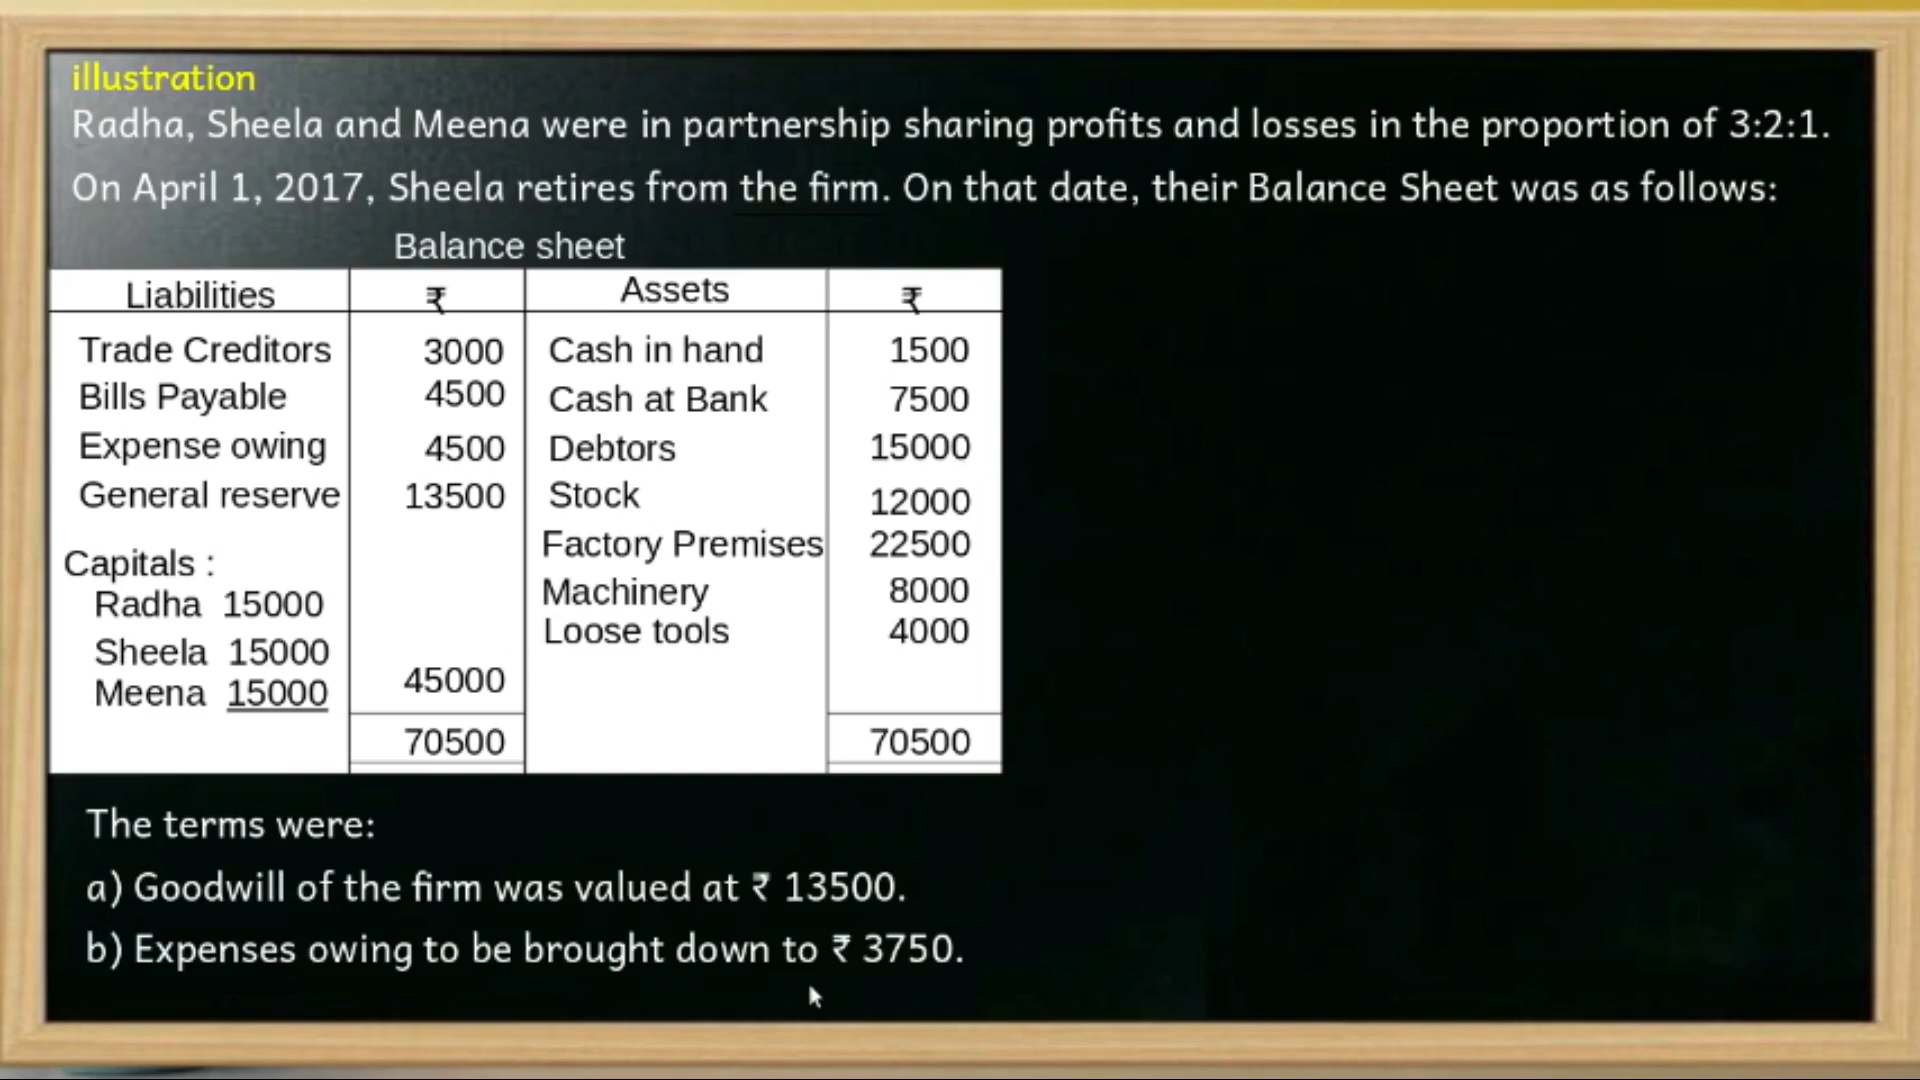 illustration
Radha, Sheela and Meena were in partnership sharing profits and losses in the proportion of 3:2:1.
On April 1, 2017, Sheela retires from the firm. On that date, their Balance Sheet was as follows:
Balance sheet
Liabilities ₹ Assets ₹
Trade Creditors 3000 Cash in hand 1500
Bills Payable 4500 Cash at Bank 7500
Expense owing 4500 Debtors 15000
General reserve 13500 Stock 12000
Factory Premises 22500
Capitals :
Radha 15000 Machinery 8000
Loose tools 4000
Sheela 15000
Meena 15000 45000
70500 70500
The terms were:
a) Goodwill of the firm was valued at ₹ 13500.
b) Expenses owing to be brought down to ₹ 3750.